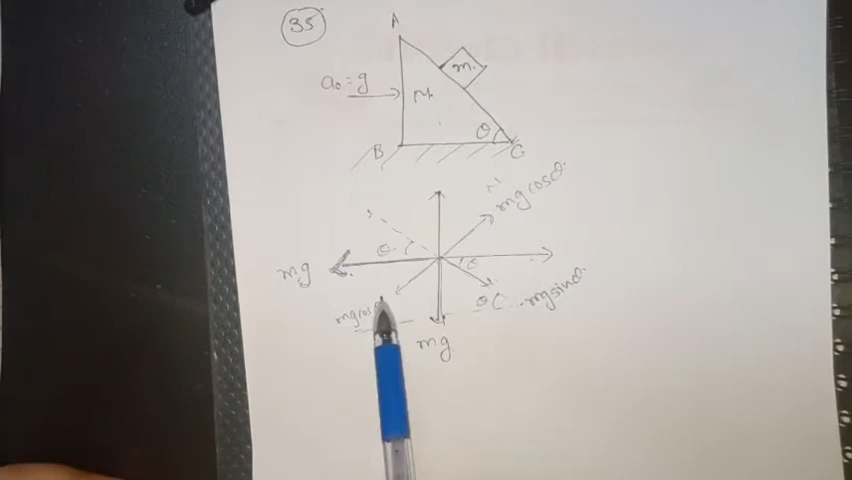 35
A
m
a₀ = g
M
θ
B
C
N
mg cosθ
θ
θ
mg
θ
mg sinθ
mg cos
mg